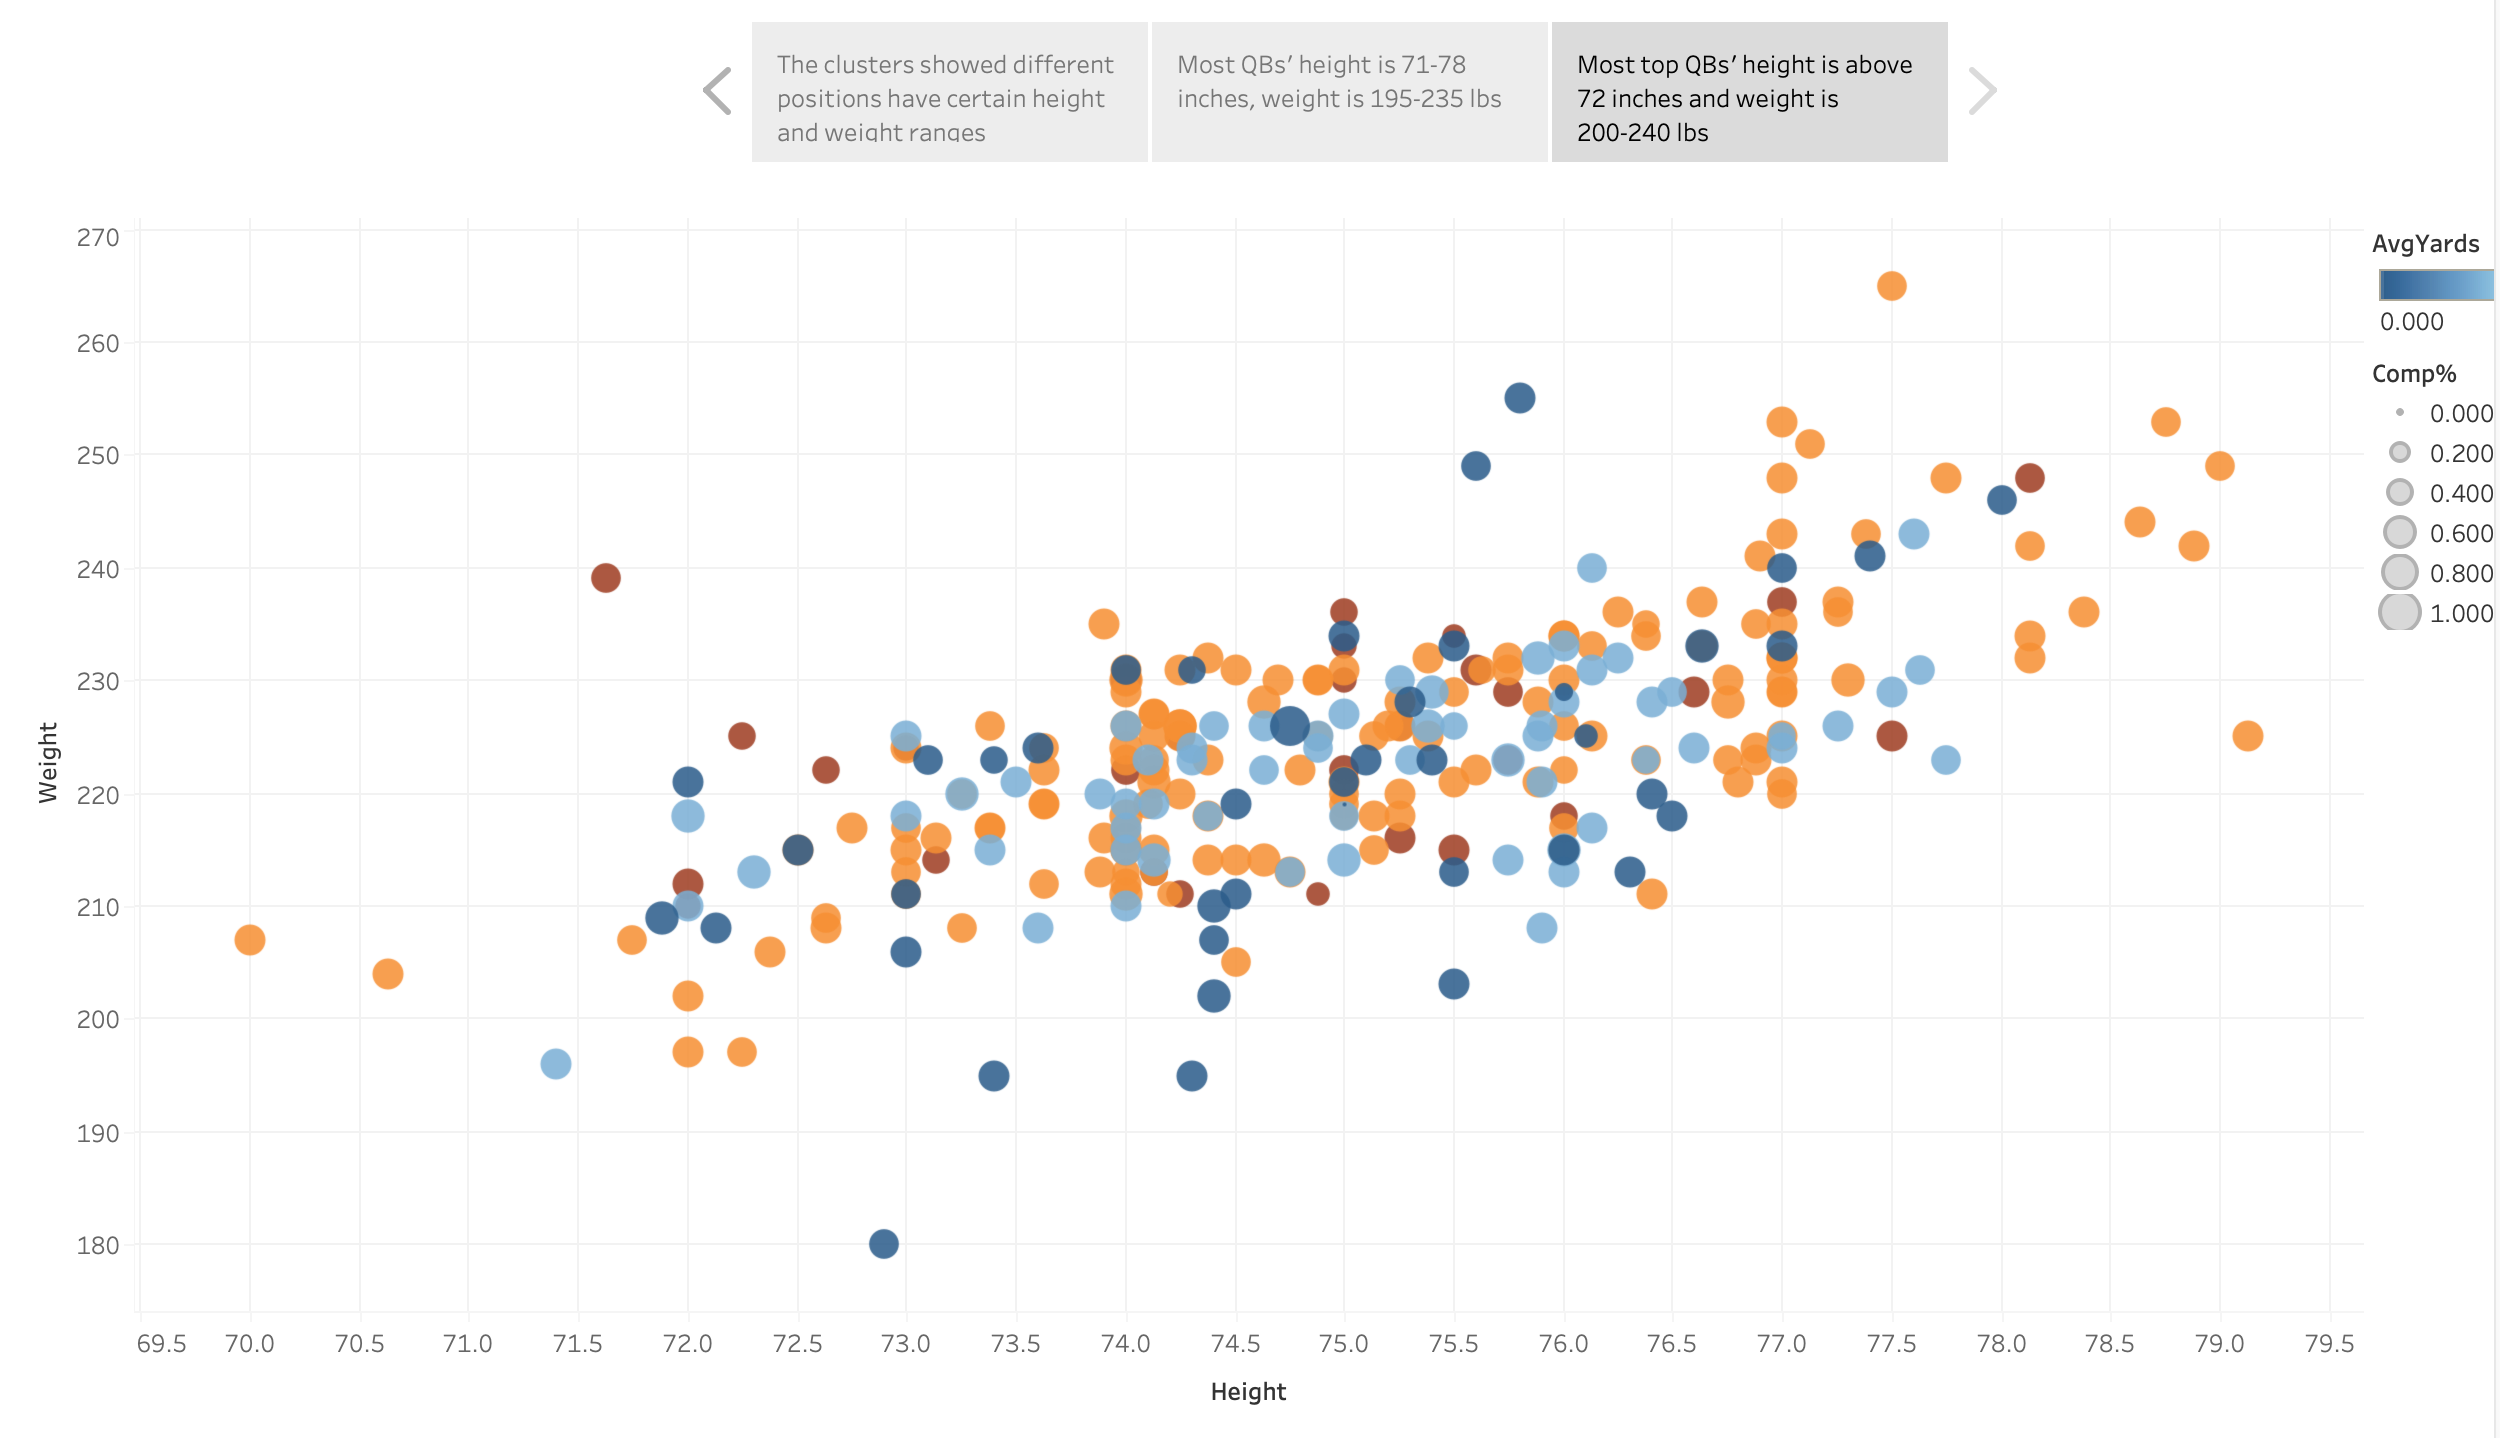 The clusters showed different
positions have certain height
and weight ranges
Most QBs’ height is 71-78
inches, weight is 195-235 lbs
Most top QBs’ height is above
72 inches and weight is
200-240 lbs
270
260
250
240
230
220
210
200
190
180
Weight
69.5 70.0 70.5 71.0 71.5 72.0 72.5 73.0 73.5 74.0 74.5 75.0 75.5 76.0 76.5 77.0 77.5 78.0 78.5 79.0 79.5
Height
AvgYards
0.000
Comp%
0.000
0.200
0.400
0.600
0.800
1.000